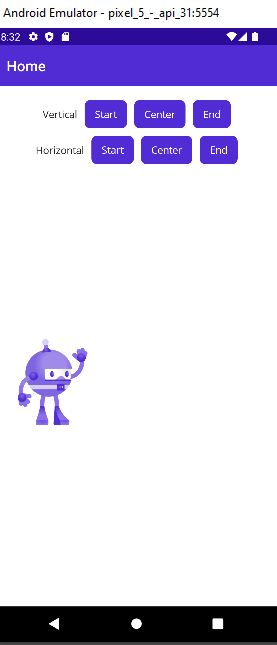 Android Emulator - pixel_5_-_api_31:5554
8:32
Home
Vertical Start Center End
Horizontal Start Center End